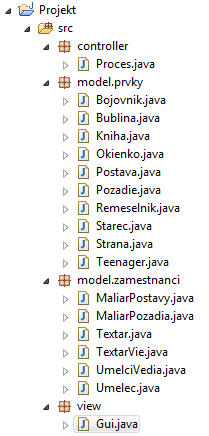 Projekt
src
controller
Proces.java
model.prvky
Bojovnik.java
Bublina.java
Kniha.java
Okienko.java
Postava.java
Pozadie.java
Remeselnik.java
Starec.java
Strana.java
Teenager.java
model.zamestnanci
MaliarPostavy.java
MaliarPozadia.java
Textar.java
TextarVie.java
UmelciVedia.java
Umelec.java
view
Gui.java